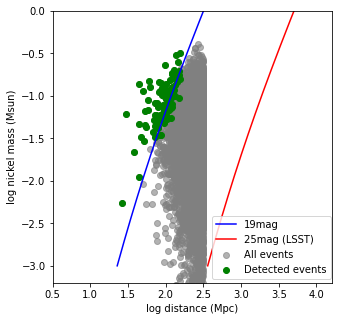 0.0
−0.5
−1.0
−1.5
−2.0
−2.5
−3.0
log nickel mass (Msun)
19mag
25mag (LSST)
All events
Detected events
0.5 1.0 1.5 2.0 2.5 3.0 3.5 4.0
log distance (Mpc)